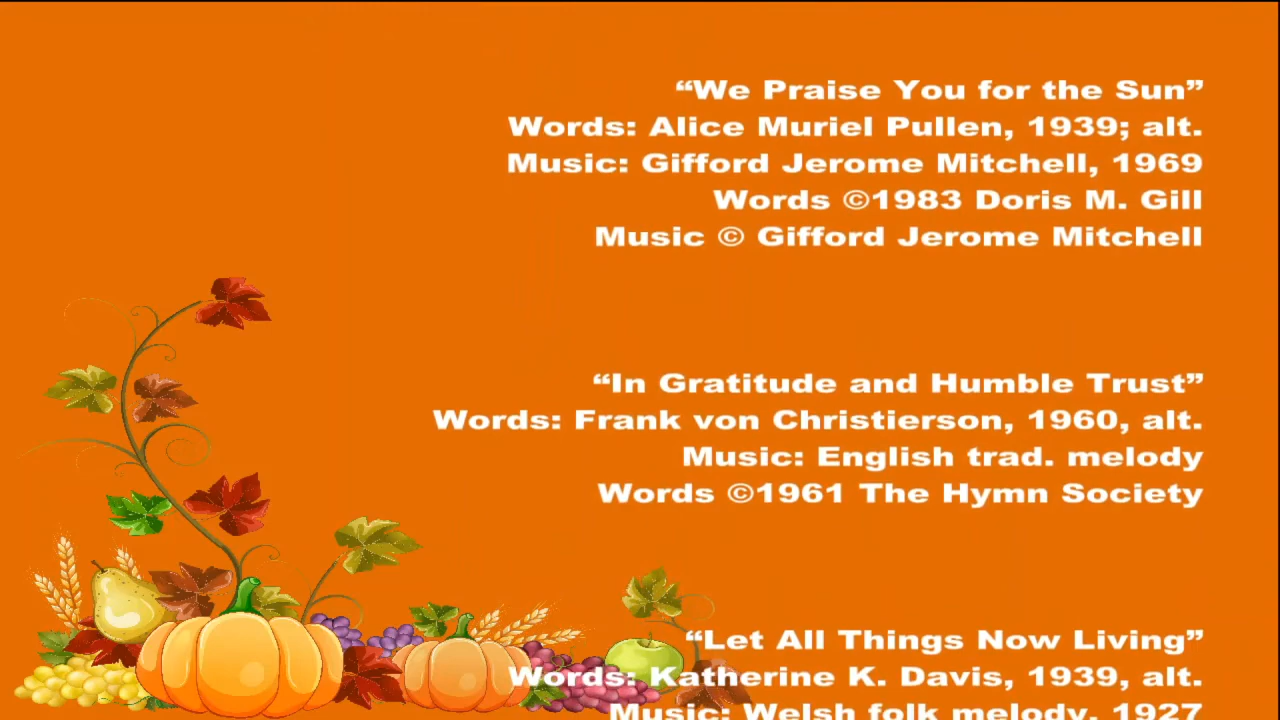 “We Praise You for the Sun”
Words: Alice Muriel Pullen, 1939; alt.
Music: Gifford Jerome Mitchell, 1969
Words ©1983 Doris M. Gill
Music © Gifford Jerome Mitchell
“In Gratitude and Humble Trust”
Words: Frank von Christierson, 1960, alt.
Music: English trad. melody
Words ©1961 The Hymn Society
“Let All Things Now Living”
Words: Katherine K. Davis, 1939, alt.
Music: Welsh folk melody, 1927